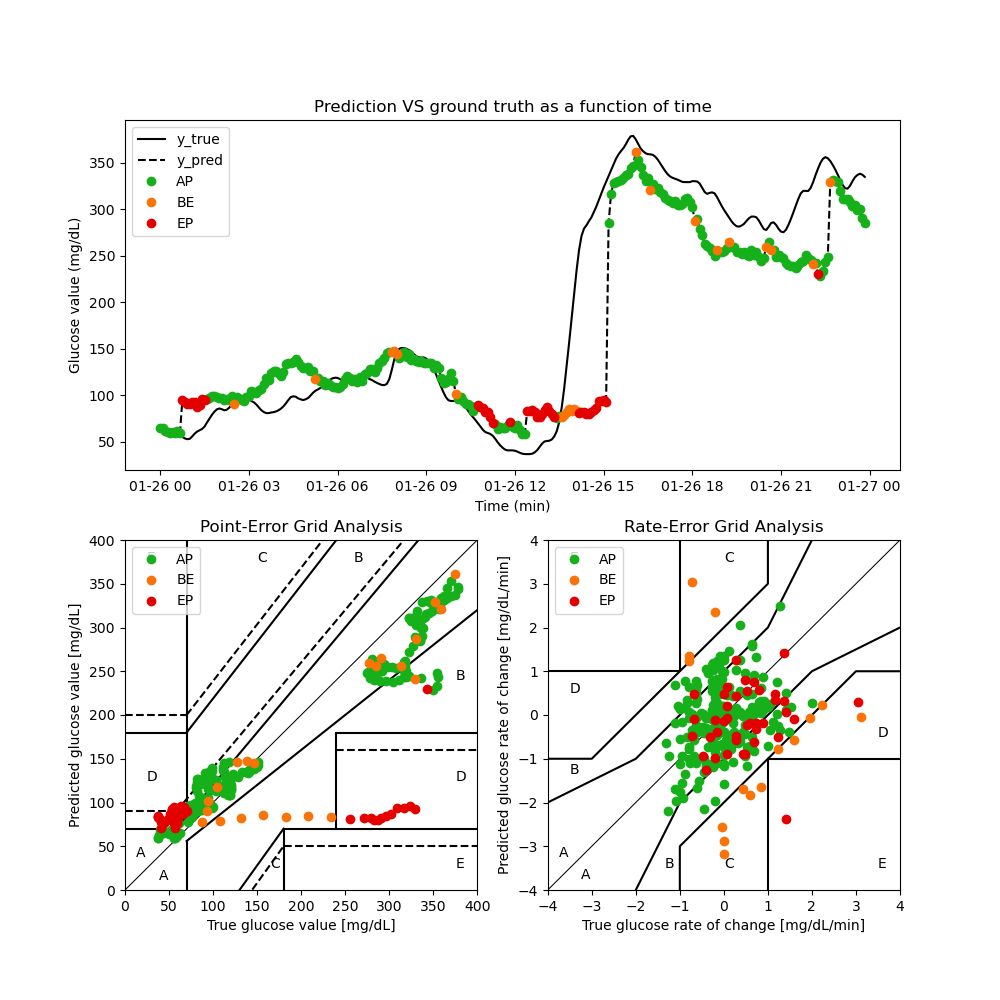 Prediction VS ground truth as a function of time
y_true
y_pred
AP
BE
EP
Glucose value (mg/dL)
350
300
250
200
150
100
50
01-26 00 01-26 03 01-26 06 01-26 09 01-26 12 01-26 15 01-26 18 01-26 21 01-27 00
Time (min)
Point-Error Grid Analysis
AP
BE
EP
C
B
B
D
D
A
A
C
E
Predicted glucose value [mg/dL]
400
350
300
250
200
150
100
50
0
0 50 100 150 200 250 300 350 400
True glucose value [mg/dL]
Rate-Error Grid Analysis
AP
BE
EP
C
D
D
B
A
A
B
C
E
Predicted glucose rate of change [mg/dL/min]
4
3
2
1
0
−1
−2
−3
−4
−4 −3 −2 −1 0 1 2 3 4
True glucose rate of change [mg/dL/min]